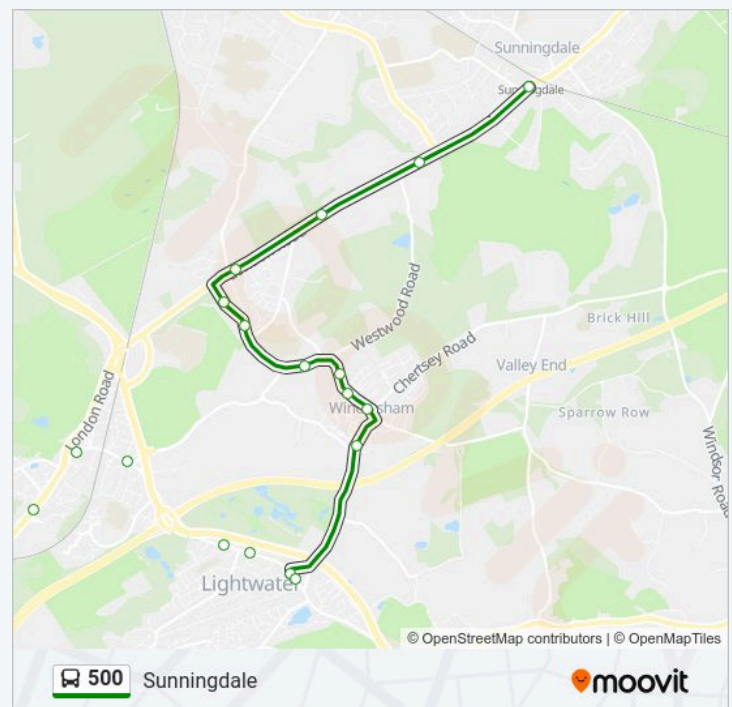 Sunningdale
Sunningdale
Westwood Road
Chertsey Road
Brick Hill
Valley End
London Road
Windlesham
Sparrow Row
Windsor Road
Lightwater
© OpenStreetMap contributors | © OpenMapTiles
500 Sunningdale
moovit